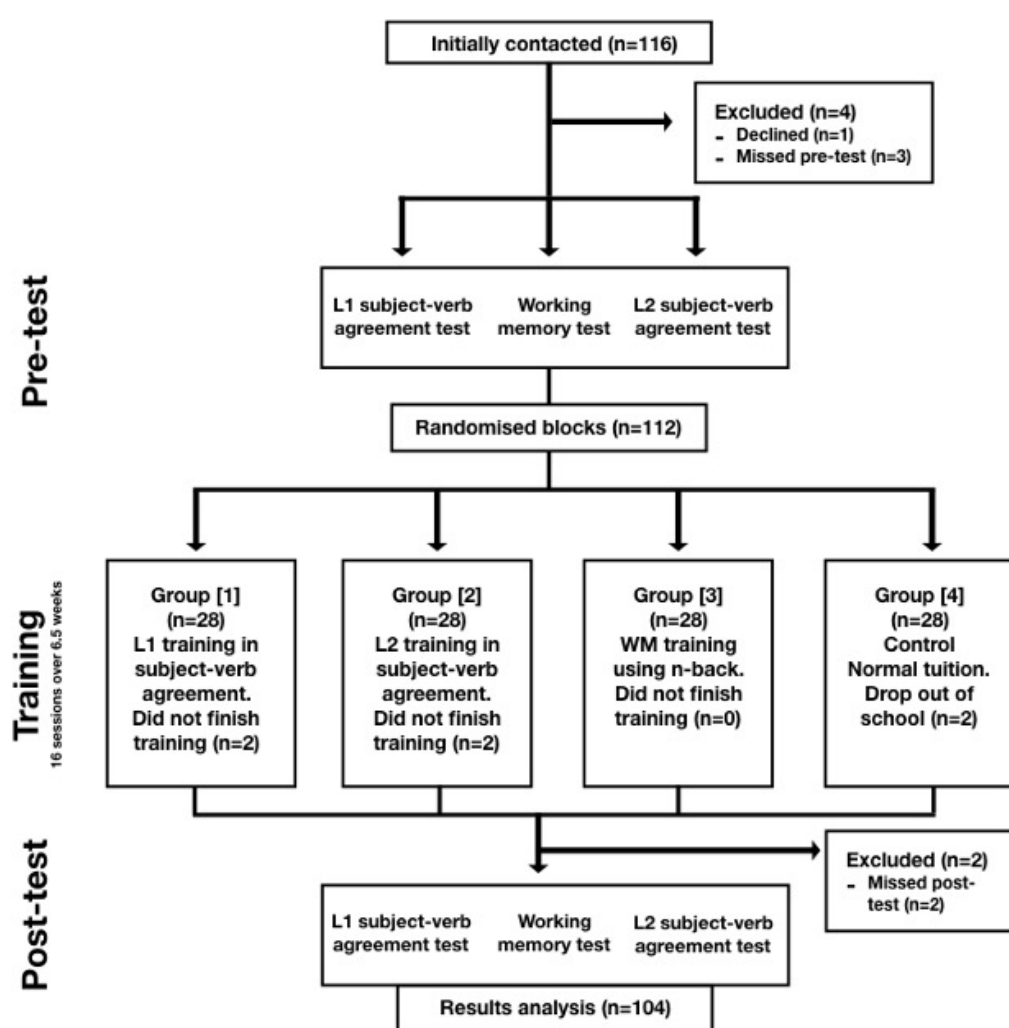 Initially contacted (n=116)
Excluded (n=4)
- Declined (n=1)
- Missed pre-test (n=3)
Pre-test
L1 subject-verb
agreement test
Working
memory test
L2 subject-verb
agreement test
Randomised blocks (n=112)
Training
16 sessions over 6.5 weeks
Group [1]
(n=28)
L1 training in
subject-verb
agreement.
Did not finish
training (n=2)
Group [2]
(n=28)
L2 training in
subject-verb
agreement.
Did not finish
training (n=2)
Group [3]
(n=28)
WM training
using n-back.
Did not finish
training (n=0)
Group [4]
(n=28)
Control
Normal tuition.
Drop out of
school (n=2)
Post-test
Excluded (n=2)
- Missed post-
test (n=2)
L1 subject-verb
agreement test
Working
memory test
L2 subject-verb
agreement test
Results analysis (n=104)